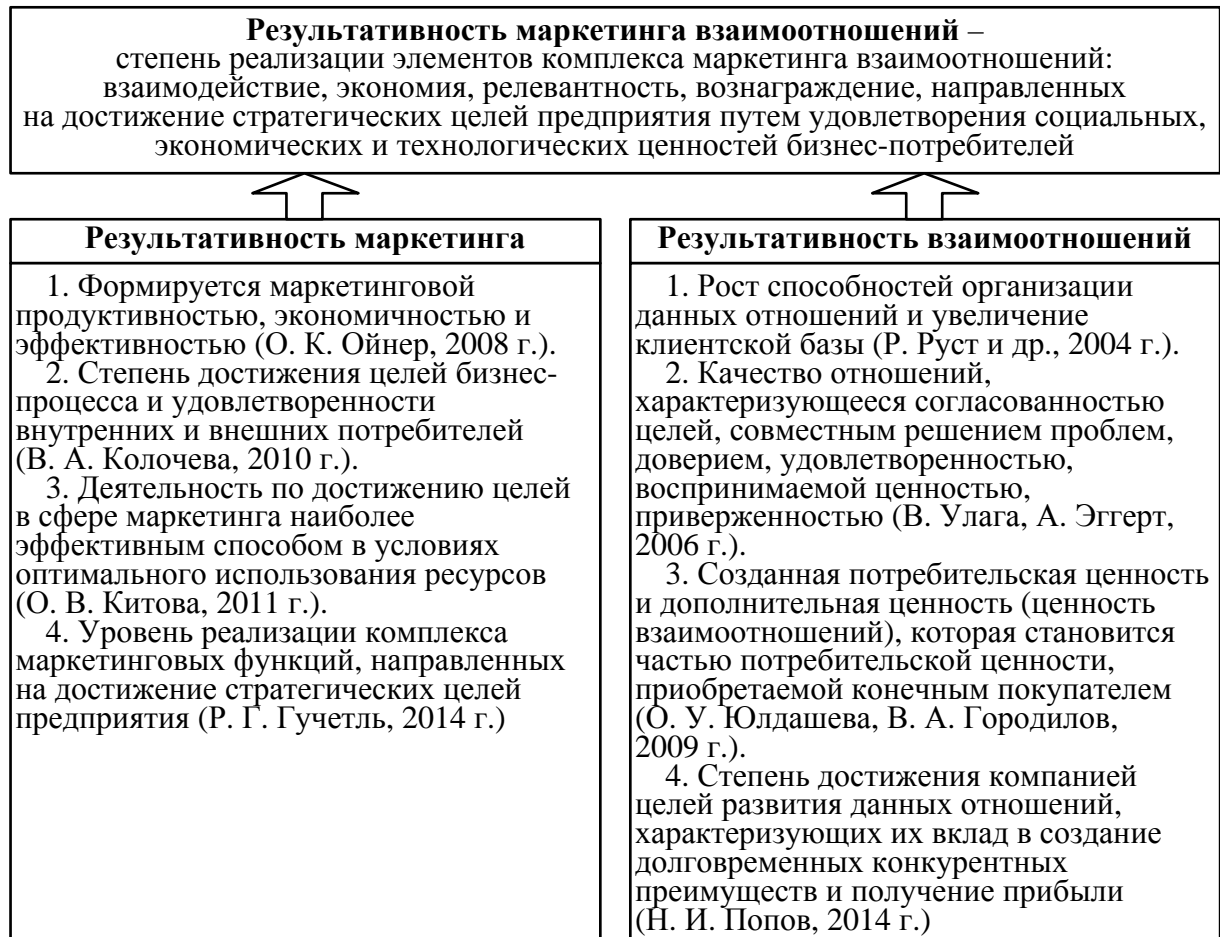 Результативность маркетинга взаимоотношений –
степень реализации элементов комплекса маркетинга взаимоотношений:
взаимодействие, экономия, релевантность, вознаграждение, направленных
на достижение стратегических целей предприятия путем удовлетворения социальных,
экономических и технологических ценностей бизнес-потребителей
Результативность маркетинга
1. Формируется маркетинговой
продуктивностью, экономичностью и
эффективностью (О. К. Ойнер, 2008 г.).
2. Степень достижения целей бизнес-
процесса и удовлетворенности
внутренних и внешних потребителей
(В. А. Колочева, 2010 г.).
3. Деятельность по достижению целей
в сфере маркетинга наиболее
эффективным способом в условиях
оптимального использования ресурсов
(О. В. Китова, 2011 г.).
4. Уровень реализации комплекса
маркетинговых функций, направленных
на достижение стратегических целей
предприятия (Р. Г. Гучетль, 2014 г.)
Результативность взаимоотношений
1. Рост способностей организации
данных отношений и увеличение
клиентской базы (Р. Руст и др., 2004 г.).
2. Качество отношений,
характеризующееся согласованностью
целей, совместным решением проблем,
доверием, удовлетворенностью,
воспринимаемой ценностью,
приверженностью (В. Улага, А. Эггерт,
2006 г.).
3. Созданная потребительская ценность
и дополнительная ценность (ценность
взаимоотношений), которая становится
частью потребительской ценности,
приобретаемой конечным покупателем
(О. У. Юлдашева, В. А. Городилов,
2009 г.).
4. Степень достижения компанией
целей развития данных отношений,
характеризующих их вклад в создание
долговременных конкурентных
преимуществ и получение прибыли
(Н. И. Попов, 2014 г.)